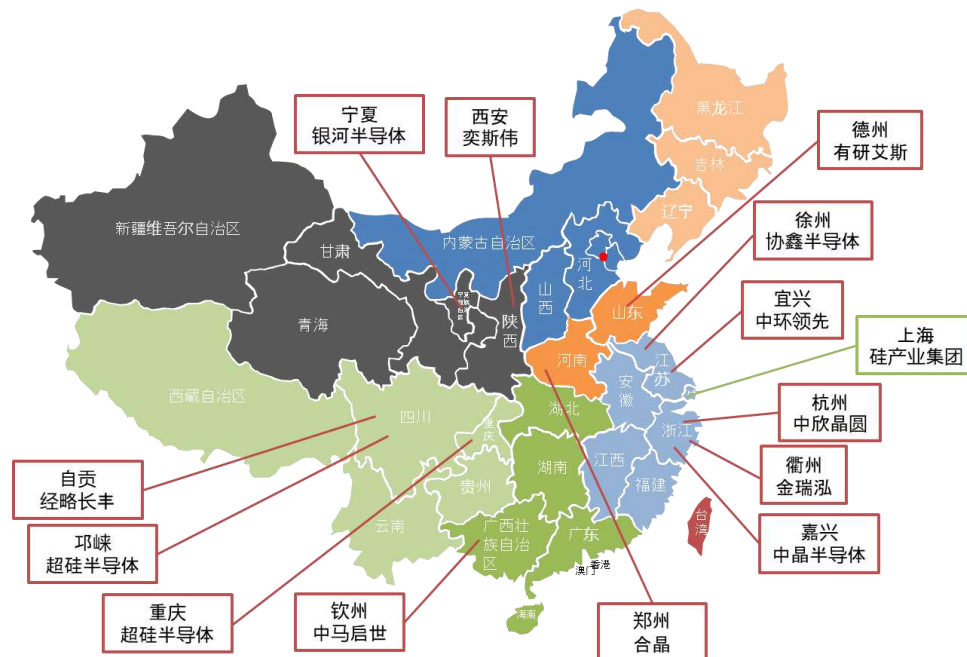 黑龙江
宁夏
银河半导体
西安
奕斯伟
德州
有研艾斯
吉林
辽宁
新疆维吾尔自治区
内蒙古自治区
徐州
协鑫半导体
甘肃
河
北
山
西
宁夏
回族自
治区
陕
西
青海
山东
宜兴
中环领先
上海
硅产业集团
河南
江
苏
安
徽
西藏自治区
四川
重
庆
湖北
浙江
杭州
中欣晶圆
湖南
江西
衢州
金瑞泓
自贡
经略长丰
贵州
福建
云南
广西壮
族自治
区
广东
台
湾
邛崃
超硅半导体
嘉兴
中晶半导体
香港
澳门
重庆
超硅半导体
钦州
中马启世
海南
郑州
合晶